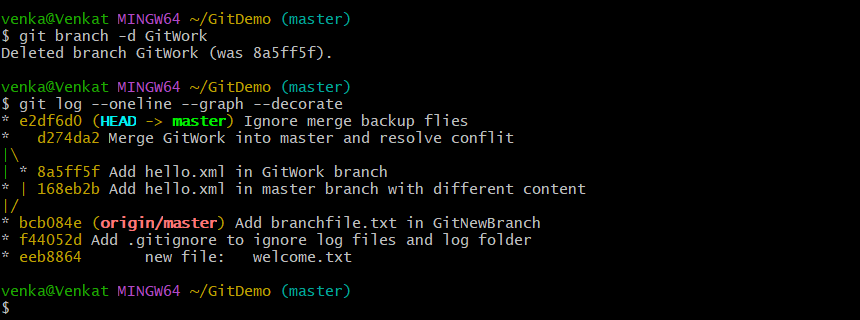 venka@Venkat MINGW64 ~/GitDemo (master)
$ git branch -d GitWork
Deleted branch GitWork (was 8a5ff5f).

venka@Venkat MINGW64 ~/GitDemo (master)
$ git log --oneline --graph --decorate
* e2df6d0 (HEAD -> master) Ignore merge backup flies
*   d274da2 Merge GitWork into master and resolve conflit
|\
| * 8a5ff5f Add hello.xml in GitWork branch
* | 168eb2b Add hello.xml in master branch with different content
|/
* bcb084e (origin/master) Add branchfile.txt in GitNewBranch
* f44052d Add .gitignore to ignore log files and log folder
* eeb8864       new file:   welcome.txt

venka@Venkat MINGW64 ~/GitDemo (master)
$